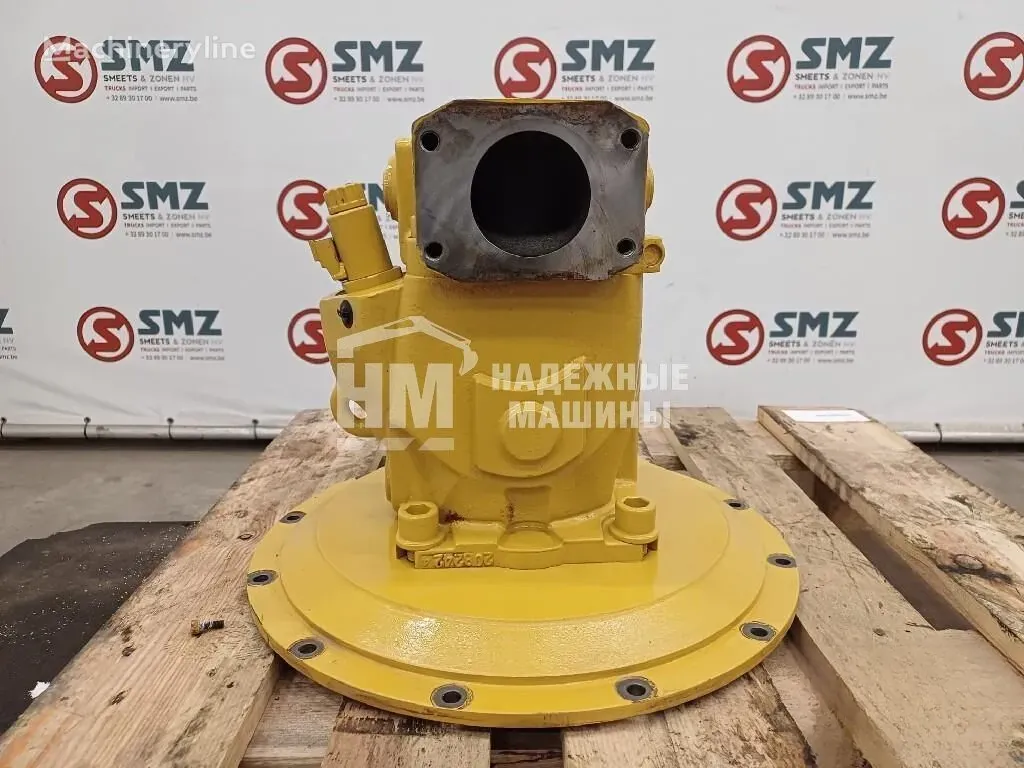 Machineryline
SMZ
SMEETS & ZONEN NV
TRUCKS IMPORT | EXPORT | PARTS
+ 32 89 30 17 00 | www.smz.be
SMZ
SMEETS & ZONEN NV
TRUCKS IMPORT | EXPORT | PARTS
+ 32 89 30 17 00 | www.smz.be
SMZ
SMEETS & ZONEN NV
TRUCKS IMPORT | EXPORT | PARTS
+ 32 89 30 17 00 | www.smz.be
SMZ
SMEETS & ZONEN NV
TRUCKS IMPORT | EXPORT | PARTS
+ 32 89 30 17 00 | www.smz.be
SMZ
SMEETS & ZONEN NV
TRUCKS IMPORT | EXPORT | PARTS
+ 32 89 30 17 00 | www.smz.be
SMZ
SMEETS & ZONEN NV
TRUCKS IMPORT | EXPORT | PARTS
+ 32 89 30 17 00 | www.smz.be
SMZ
SMEETS & ZONEN NV
TRUCKS IMPORT | EXPORT | PARTS
+ 32 89 30 17 00 | www.smz.be
SMZ
SMEETS & ZONEN NV
TRUCKS IMPORT | EXPORT | PARTS
+ 32 89 30 17 00 | www.smz.be
НМ
НАДЕЖНЫЕ
МАШИНЫ